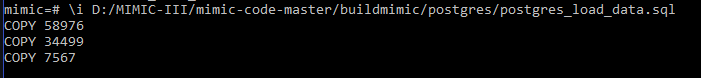 mimic=# \i D:/MIMIC-III/mimic-code-master/buildmimic/postgres/postgres_load_data.sql
COPY 58976
COPY 34499
COPY 7567